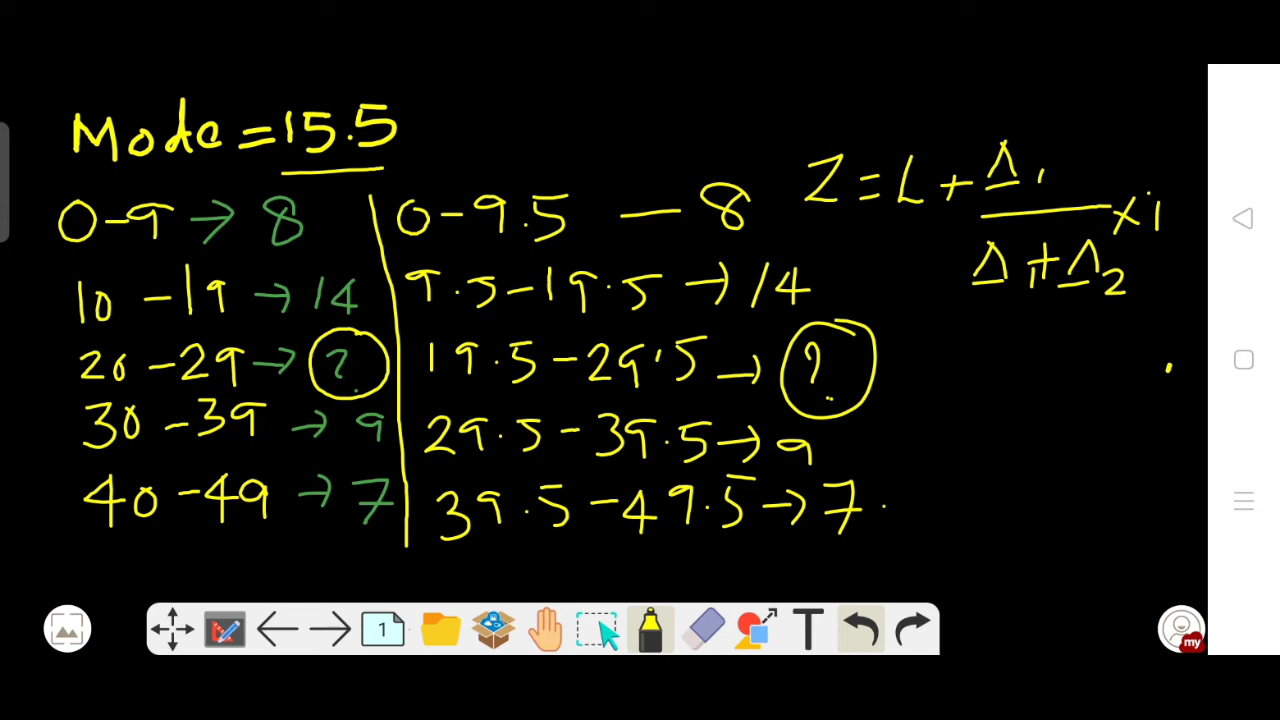 Mode = 15.5
Z = L + Δ1 / Δ1 + Δ2 × i
0-9 → 8
0-9.5 — 8
10-19 → 14
9.5-19.5 → 14
20-29 → ?
19.5-29.5 → ?
30-39 → 9
29.5-39.5 → 9
40-49 → 7
39.5-49.5 → 7
1
T
my